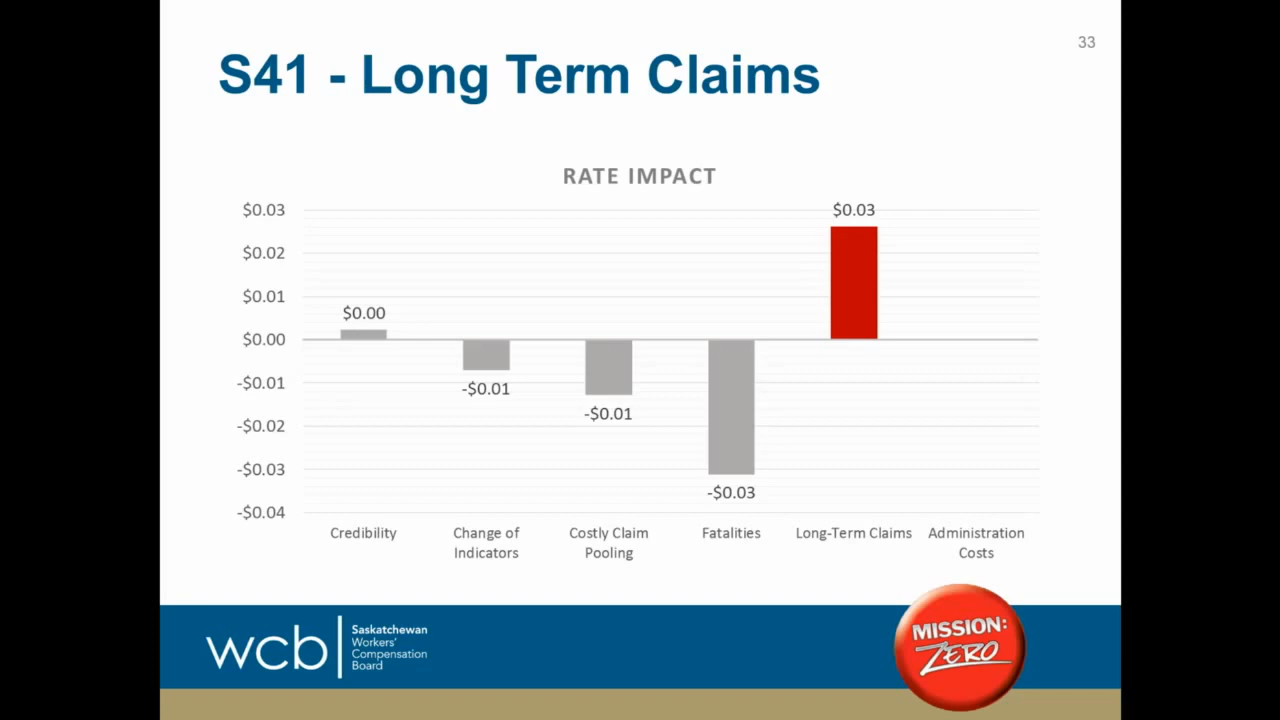 33
S41 - Long Term Claims
RATE IMPACT
$0.03
$0.02
$0.01
$0.00
-$0.01
-$0.02
-$0.03
-$0.04
$0.00
-$0.01
-$0.01
-$0.03
$0.03
Credibility
Change of
Indicators
Costly Claim
Pooling
Fatalities
Long-Term Claims
Administration
Costs
wcb
Saskatchewan
Workers'
Compensation
Board
MISSION:
ZERO